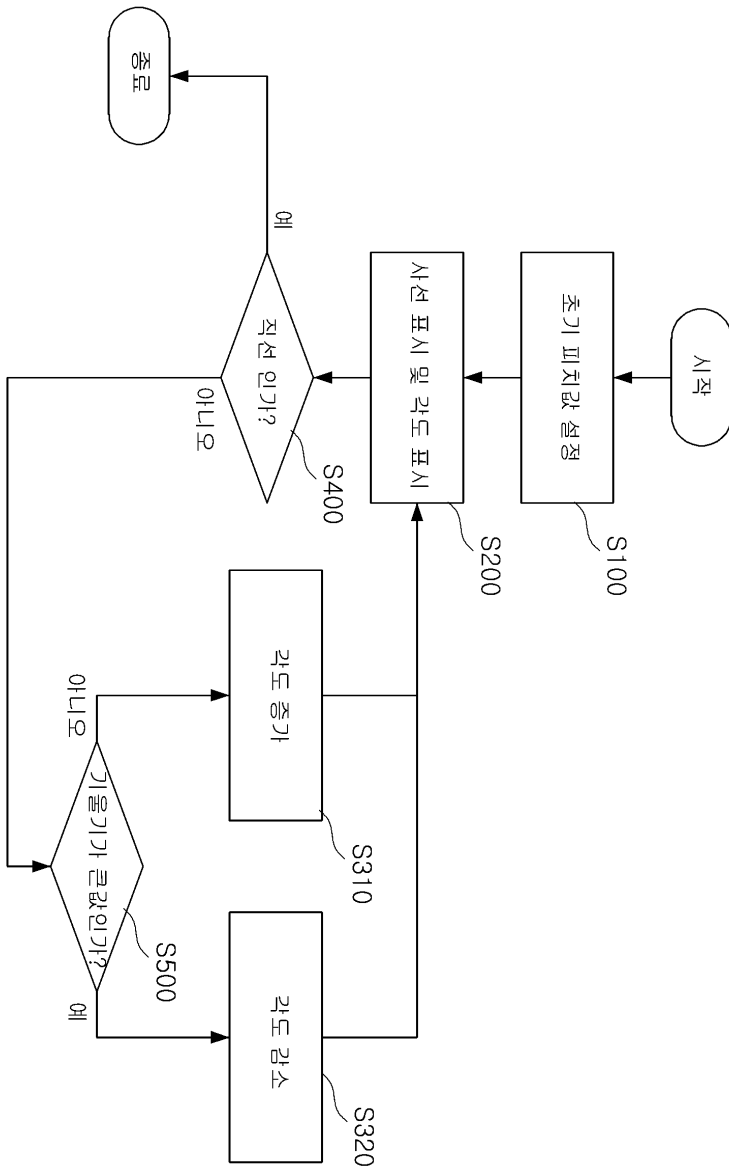 시작
초기 피치값 설정
S100
사선 표시 및 각도 표시
S200
직선 인가?
S400
예
아니오
종료
각도 증가
S310
기울기가 큰값인가?
S500
아니오
예
각도 감소
S320